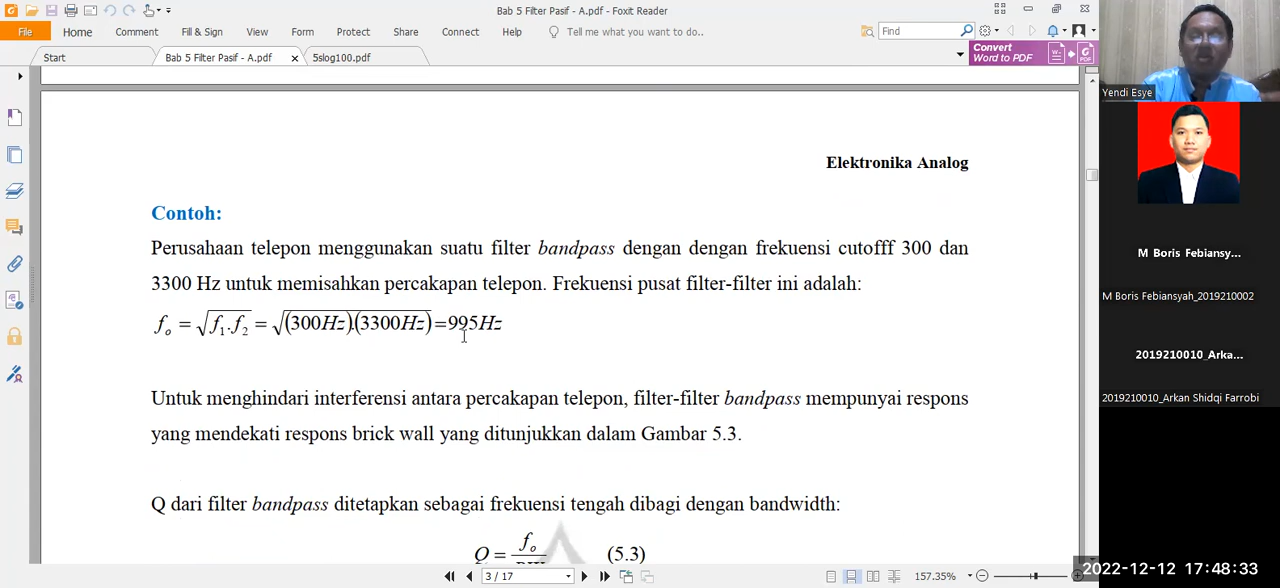 Bab 5 Filter Pasif - A.pdf - Foxit Reader
File Home Comment Fill & Sign View Form Protect Share Connect Help Tell me what you want to do.. Find
Start Bab 5 Filter Pasif - A.pdf 5slog100.pdf
Convert
Word to PDF
Elektronika Analog
Contoh:
Perusahaan telepon menggunakan suatu filter bandpass dengan dengan frekuensi cutofff 300 dan
3300 Hz untuk memisahkan percakapan telepon. Frekuensi pusat filter-filter ini adalah:
fₒ = √f₁.f₂ = √(300Hz).(3300Hz) =995Hz
Untuk menghindari interferensi antara percakapan telepon, filter-filter bandpass mempunyai respons
yang mendekati respons brick wall yang ditunjukkan dalam Gambar 5.3.
Q dari filter bandpass ditetapkan sebagai frekuensi tengah dibagi dengan bandwidth:
Q = fₒ (5.3)
3 / 17
157.35%
Yendi Esye
M Boris Febiansy...
M Boris Febiansyah_2019210002
2019210010_Arka...
2019210010_Arkan Shidqi Farrobi
2022-12-12 17:48:33